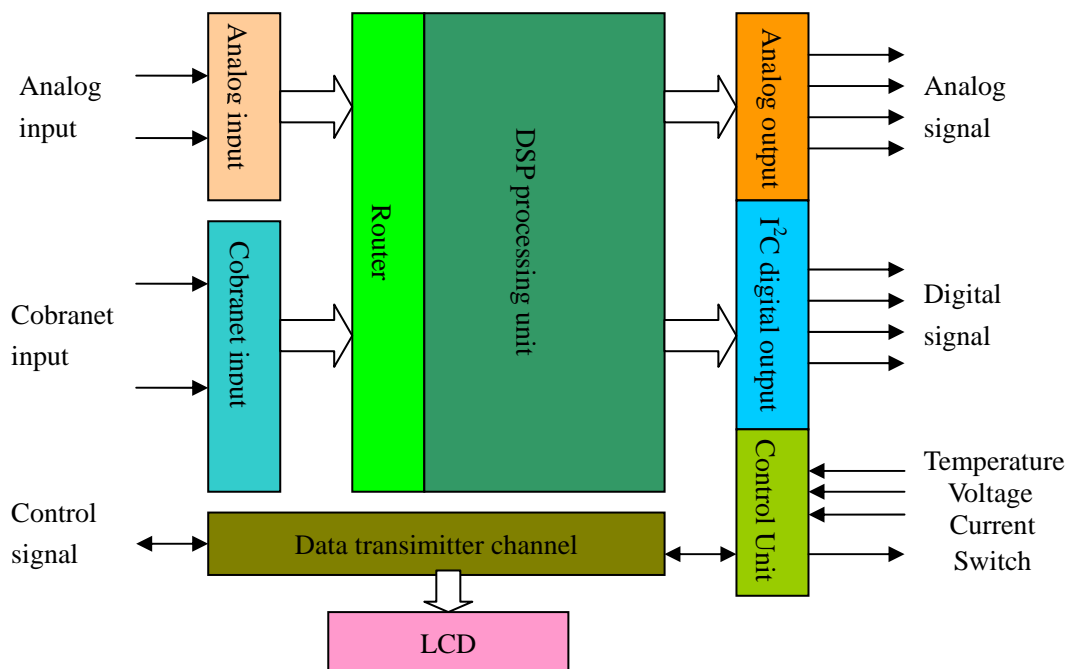 Analog
input
Analog input
Router
DSP processing unit
Analog output
Analog
signal
Cobranet
input
Cobranet input
I²C digital output
Digital
signal
Control
signal
Data transimitter channel
Control Unit
Temperature
Voltage
Current
Switch
LCD